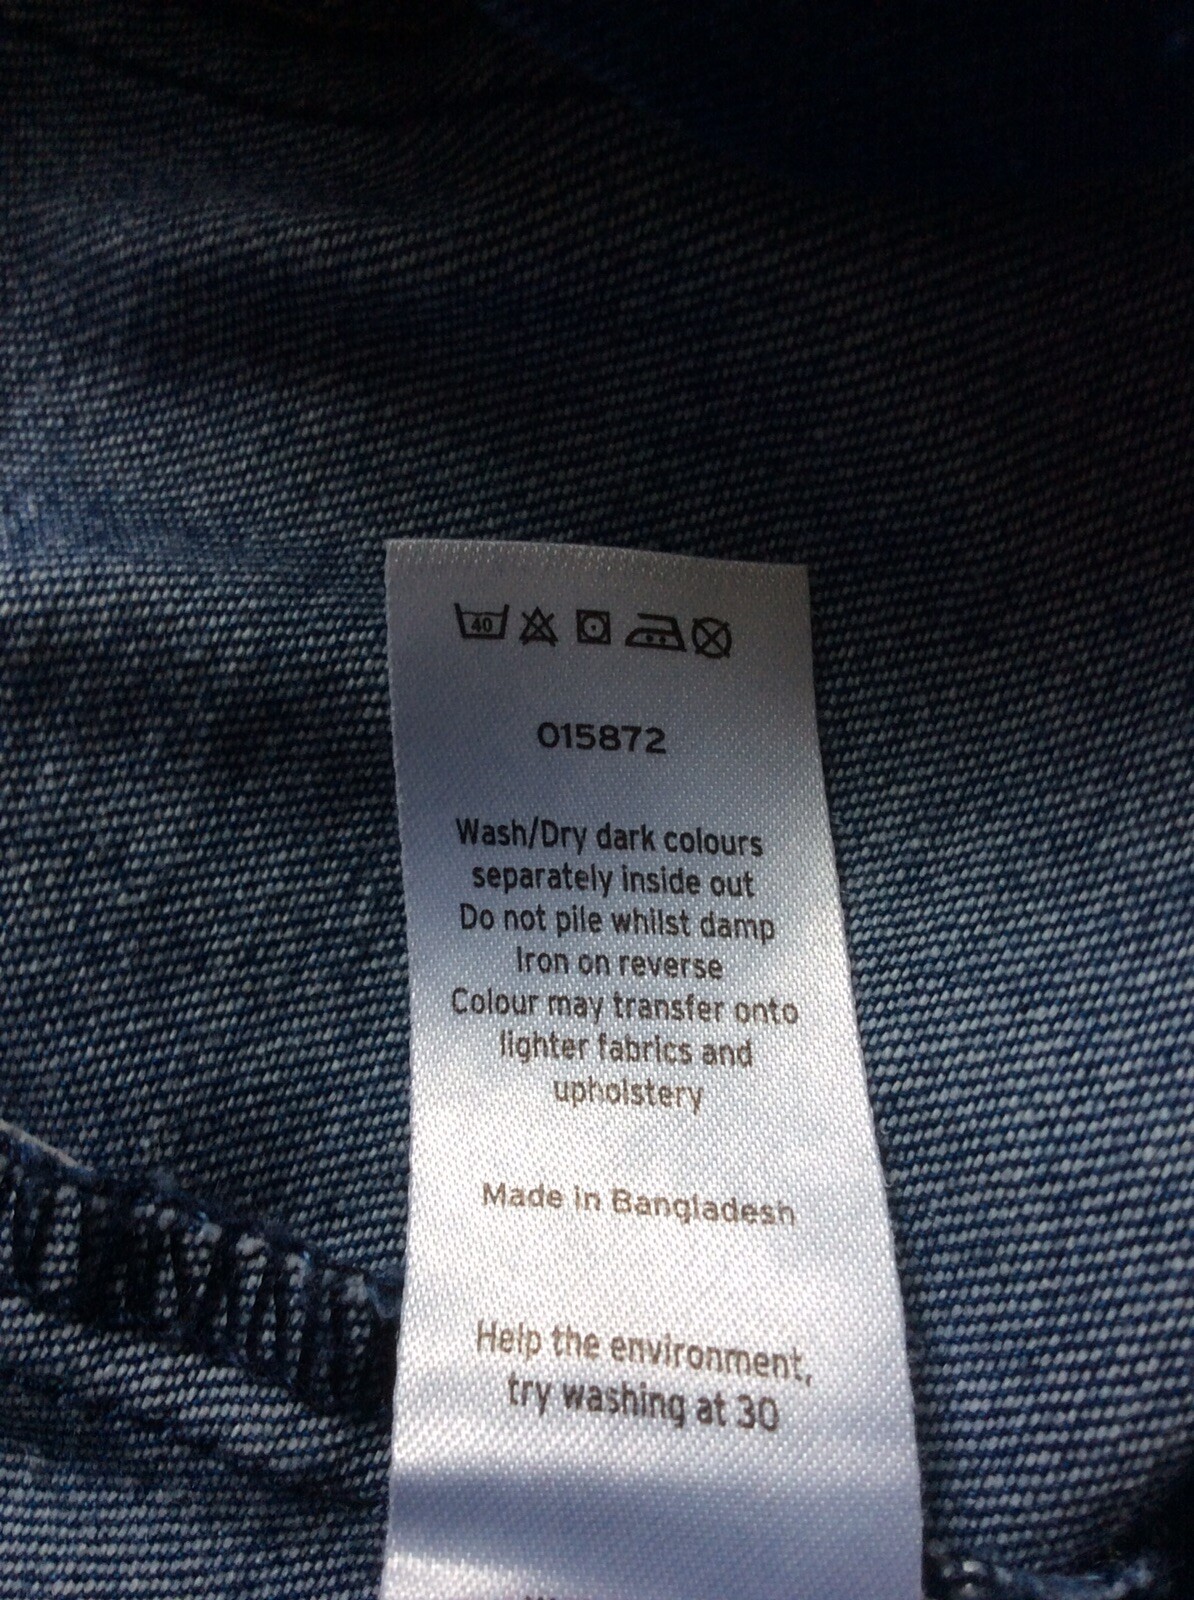 40
015872
Wash/Dry dark colours
separately inside out
Do not pile whilst damp
Iron on reverse
Colour may transfer onto
lighter fabrics and
upholstery
Made in Bangladesh
Help the environment,
try washing at 30